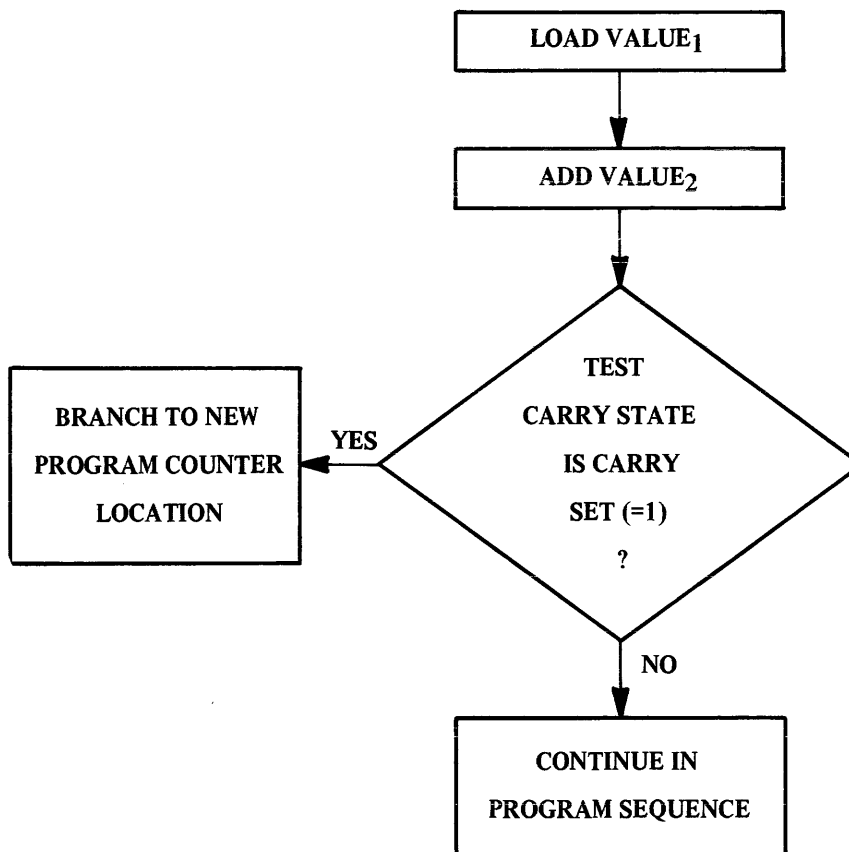 LOAD VALUE₁
ADD VALUE₂
TEST
CARRY STATE
IS CARRY
SET (=1)
?
YES
BRANCH TO NEW
PROGRAM COUNTER
LOCATION
NO
CONTINUE IN
PROGRAM SEQUENCE